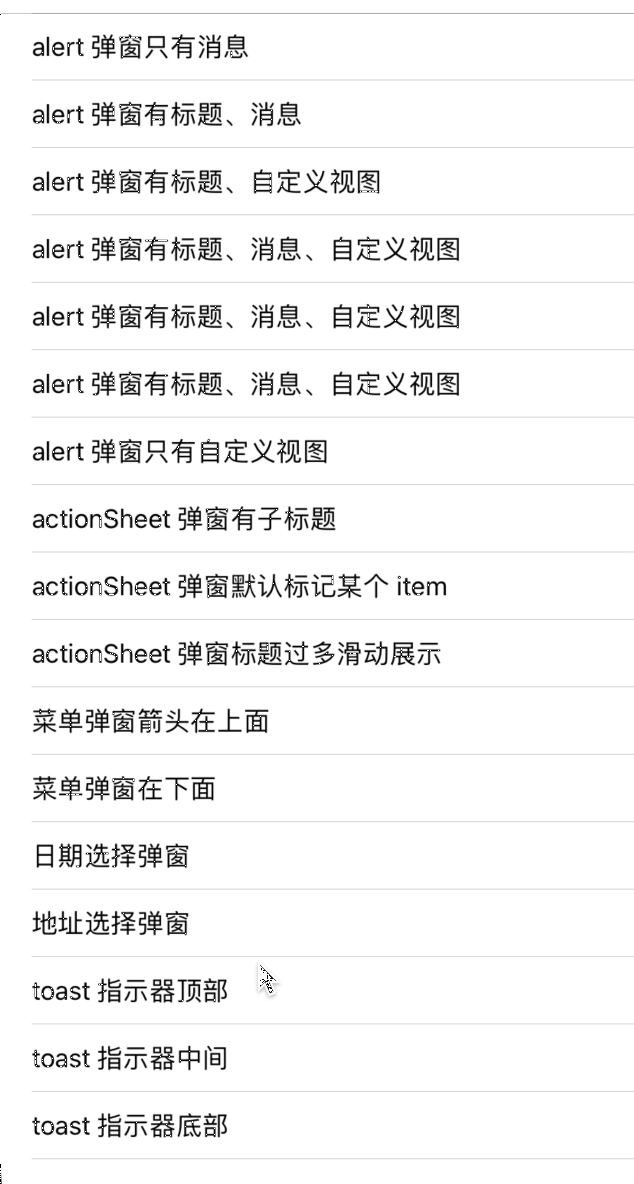 alert 弹窗只有消息
alert 弹窗有标题、消息
alert 弹窗有标题、自定义视图
alert 弹窗有标题、消息、自定义视图
alert 弹窗有标题、消息、自定义视图
alert 弹窗有标题、消息、自定义视图
alert 弹窗只有自定义视图
actionSheet 弹窗有子标题
actionSheet 弹窗默认标记某个 item
actionSheet 弹窗标题过多滑动展示
菜单弹窗箭头在上面
菜单弹窗在下面
日期选择弹窗
地址选择弹窗
toast 指示器顶部
toast 指示器中间
toast 指示器底部